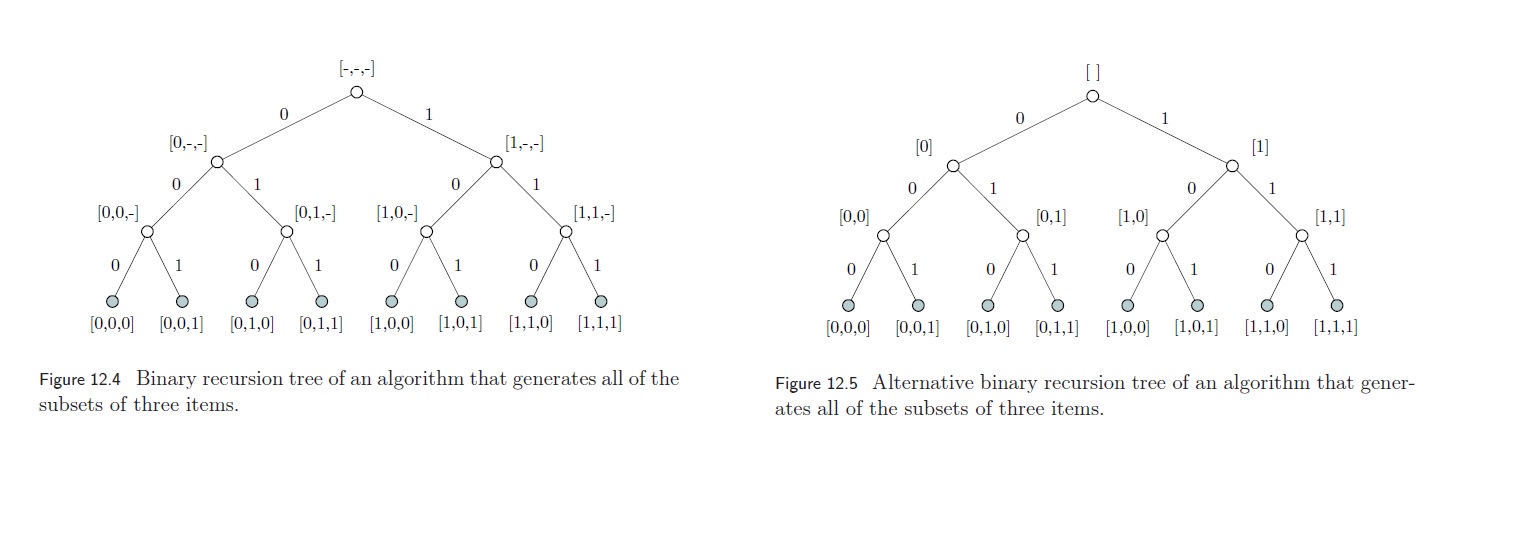 [-,-,-]
0 1
[0,-,-] [1,-,-]
0 1 0 1
[0,0,-] [0,1,-] [1,0,-] [1,1,-]
0 1 0 1 0 1 0 1
[0,0,0] [0,0,1] [0,1,0] [0,1,1] [1,0,0] [1,0,1] [1,1,0] [1,1,1]
Figure 12.4 Binary recursion tree of an algorithm that generates all of the
subsets of three items.
[ ]
0 1
[0] [1]
0 1 0 1
[0,0] [0,1] [1,0] [1,1]
0 1 0 1 0 1 0 1
[0,0,0] [0,0,1] [0,1,0] [0,1,1] [1,0,0] [1,0,1] [1,1,0] [1,1,1]
Figure 12.5 Alternative binary recursion tree of an algorithm that gener-
ates all of the subsets of three items.